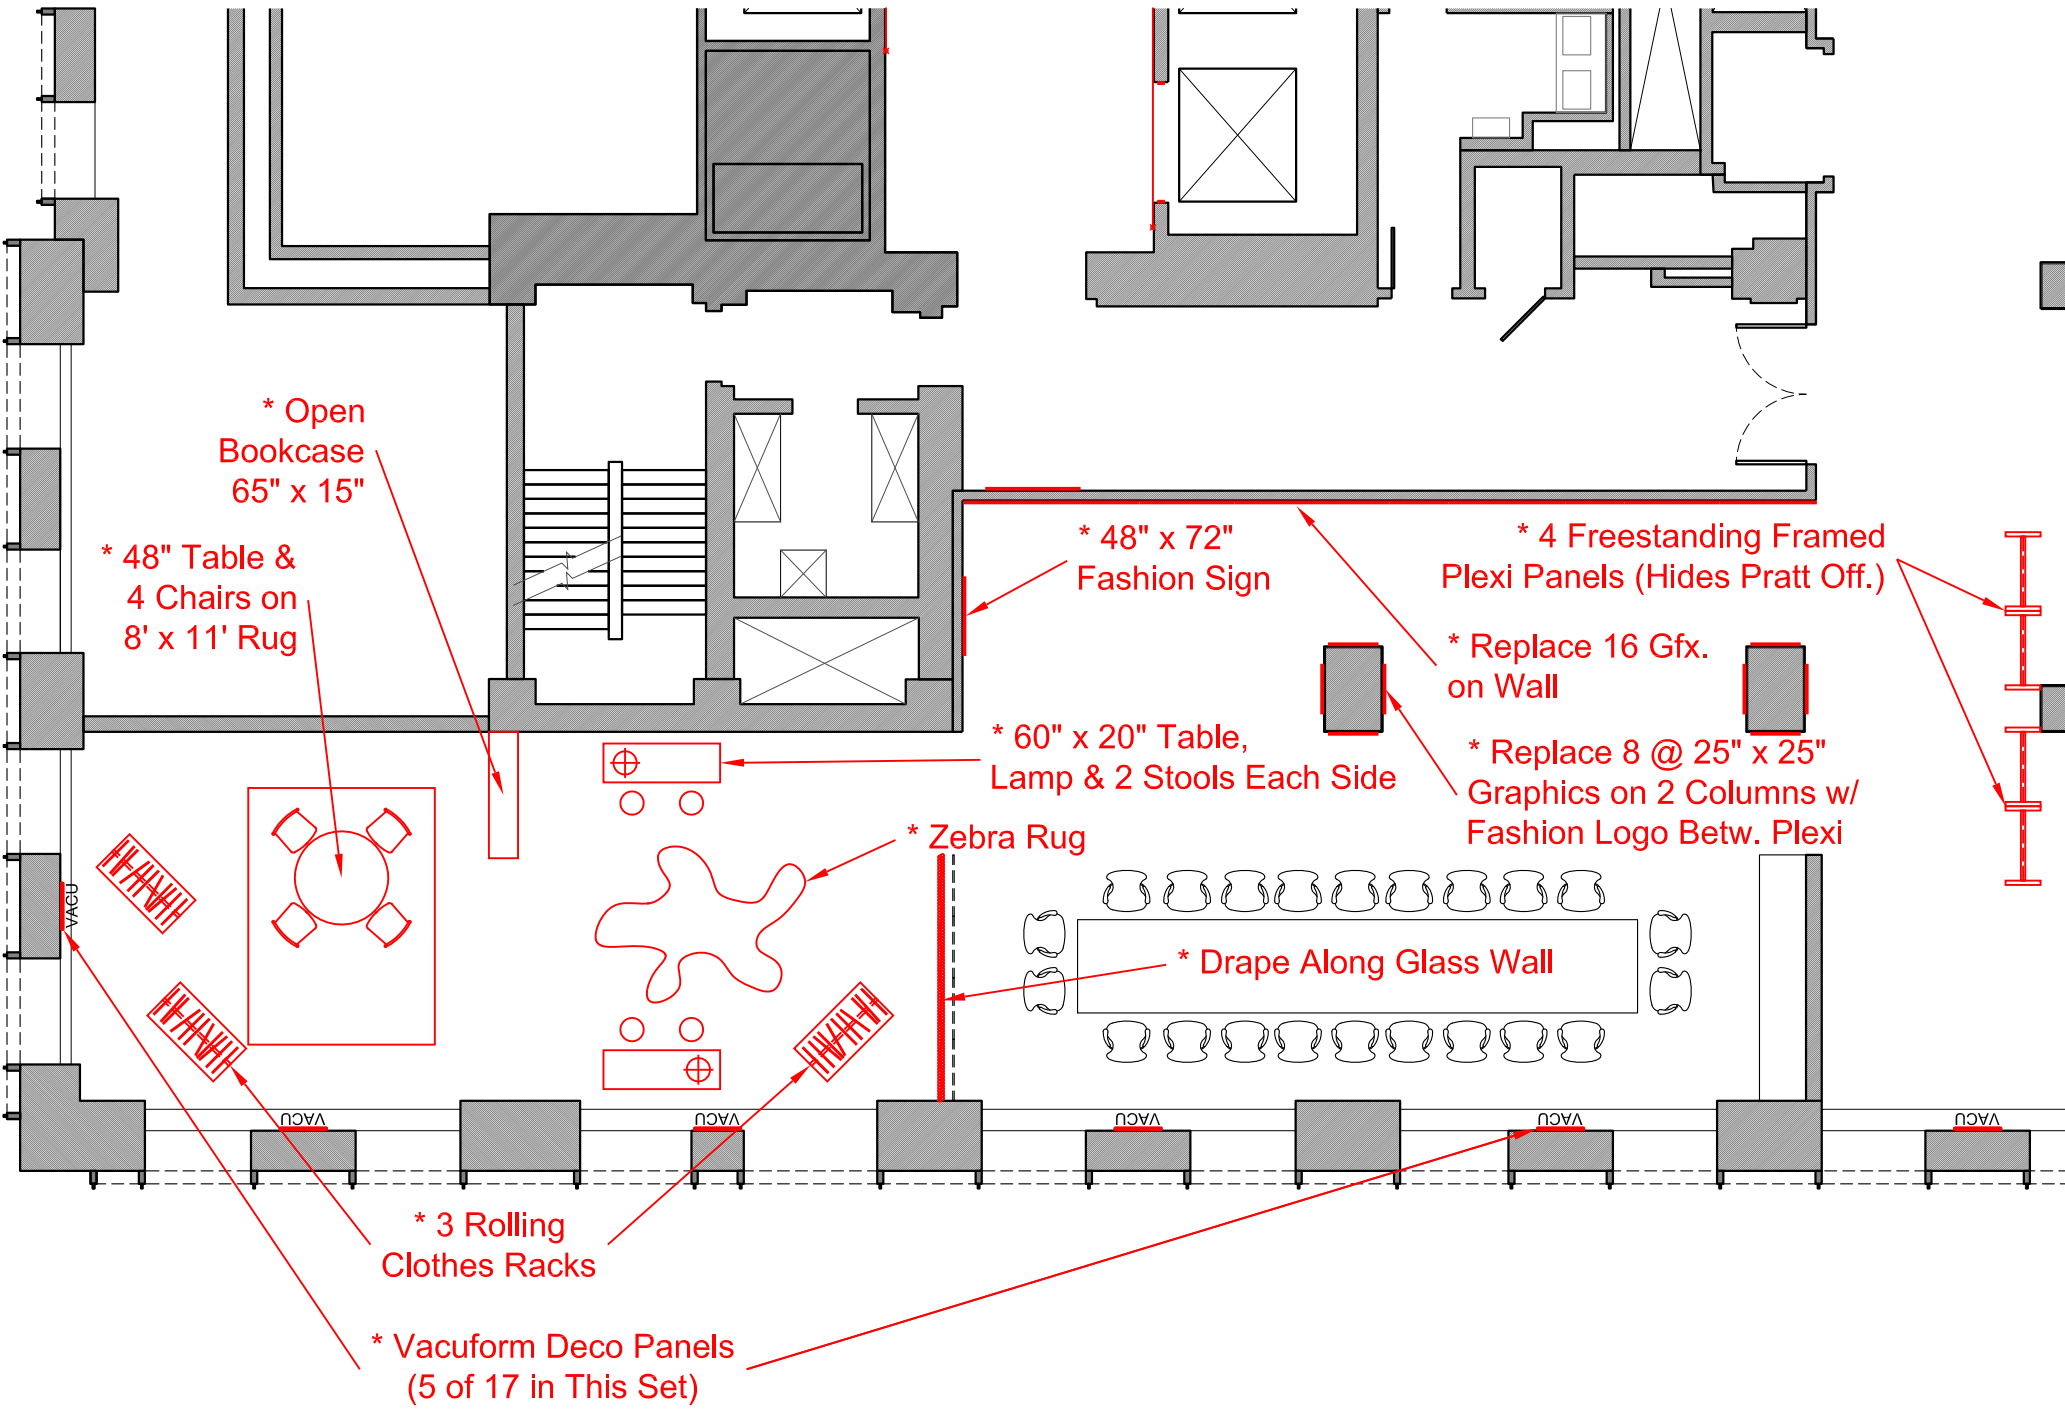 * Open
Bookcase
65" x 15"
* 48" Table &
4 Chairs on
8' x 11' Rug
* 48" x 72"
Fashion Sign
* 4 Freestanding Framed
Plexi Panels (Hides Pratt Off.)
* Replace 16 Gfx.
on Wall
* 60" x 20" Table,
Lamp & 2 Stools Each Side
* Replace 8 @ 25" x 25"
Graphics on 2 Columns w/
Fashion Logo Betw. Plexi
* Zebra Rug
VACU
* Drape Along Glass Wall
VACU
VACU
VACU
VACU
VACU
* 3 Rolling
Clothes Racks
* Vacuform Deco Panels
(5 of 17 in This Set)